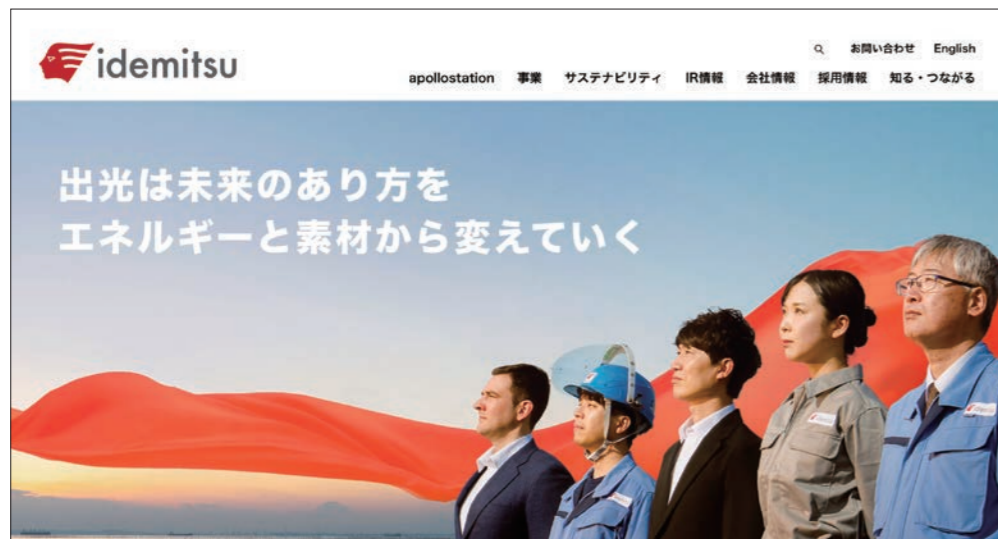 idemitsu
お問い合わせ English
apollostation 事業 サステナビリティ IR情報 会社情報 採用情報 知る・つながる
出光は未来のあり方を
エネルギーと素材から変えていく